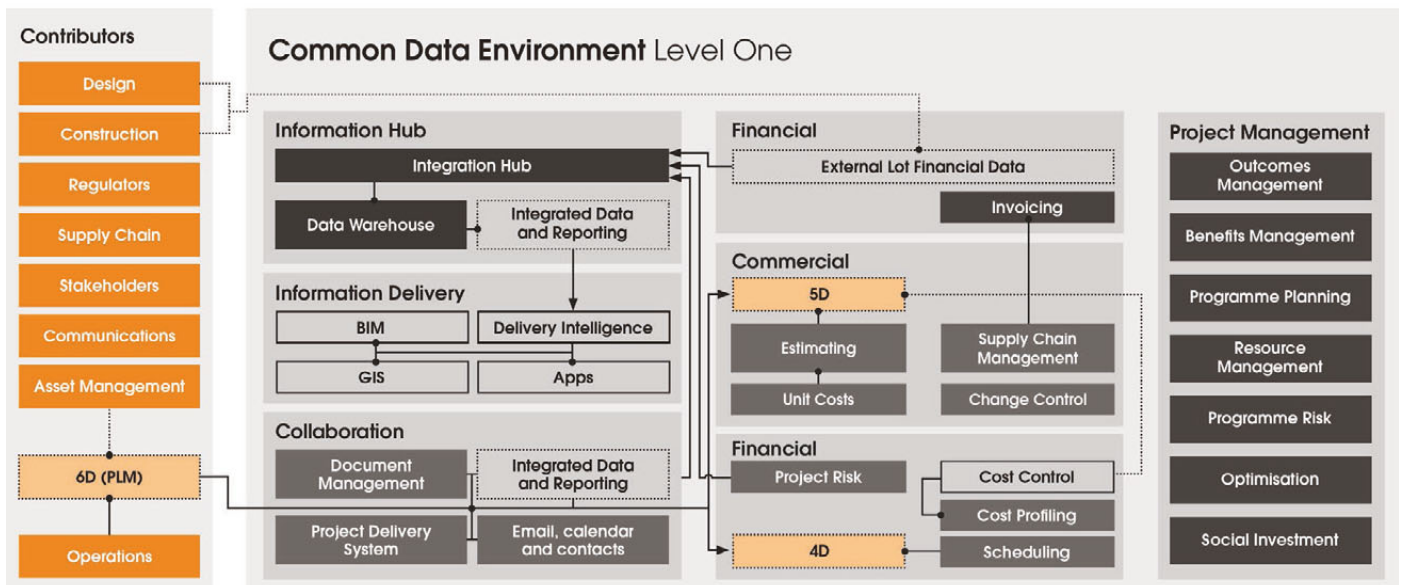 Contributors
Design
Construction
Regulators
Supply Chain
Stakeholders
Communications
Asset Management
6D (PLM)
Operations
Common Data Environment Level One
Information Hub
Integration Hub
Data Warehouse
Integrated Data
and Reporting
Information Delivery
BIM
Delivery Intelligence
GIS
Apps
Collaboration
Document
Management
Integrated Data
and Reporting
Project Delivery
System
Email, calendar
and contacts
Financial
External Lot Financial Data
Invoicing
Commercial
5D
Estimating
Supply Chain
Management
Unit Costs
Change Control
Financial
Project Risk
Cost Control
Cost Profiling
4D
Scheduling
Project Management
Outcomes
Management
Benefits Management
Programme Planning
Resource
Management
Programme Risk
Optimisation
Social Investment